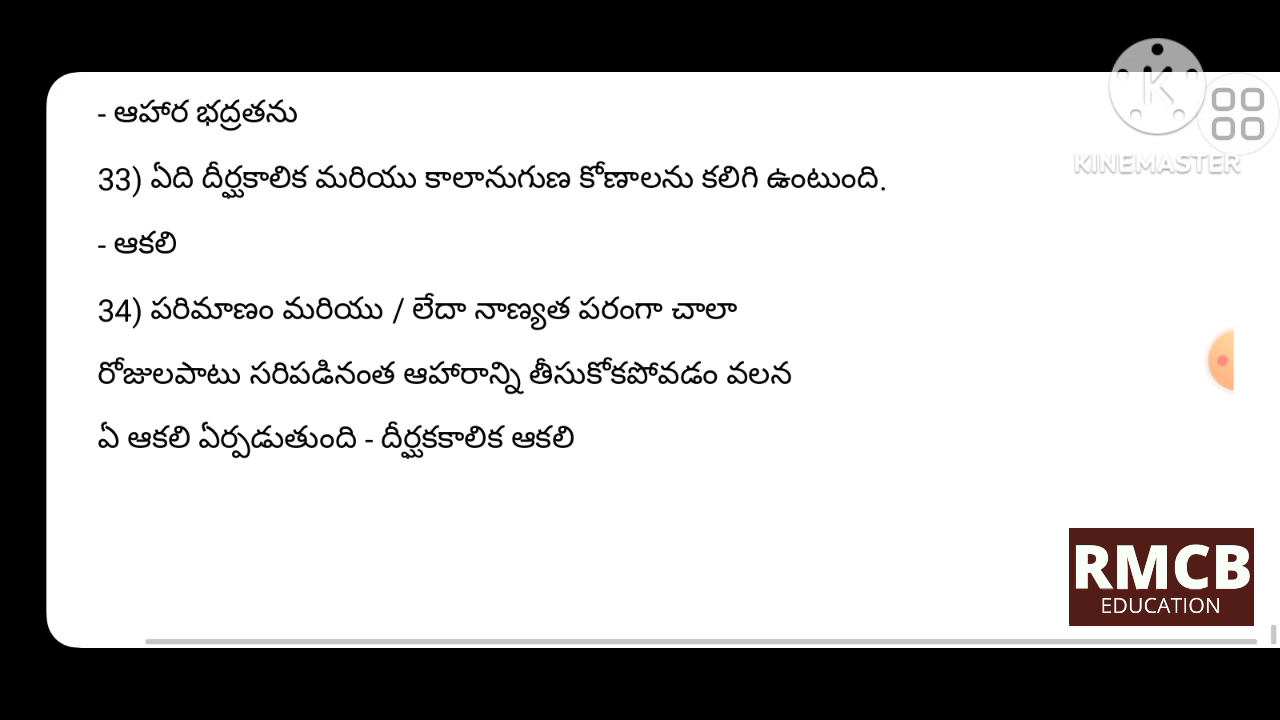 - ఆహార భద్రతను
33) ఏది దీర్ఘకాలిక మరియు కాలానుగుణ కోణాలను కలిగి ఉంటుంది.
- ఆకలి
34) పరిమాణం మరియు / లేదా నాణ్యత పరంగా చాలా
రోజులపాటు సరిపడినంత ఆహారాన్ని తీసుకోకపోవడం వలన
ఏ ఆకలి ఏర్పడుతుంది - దీర్ఘకకాలిక ఆకలి
K
KINEMASTER
RMCB
EDUCATION